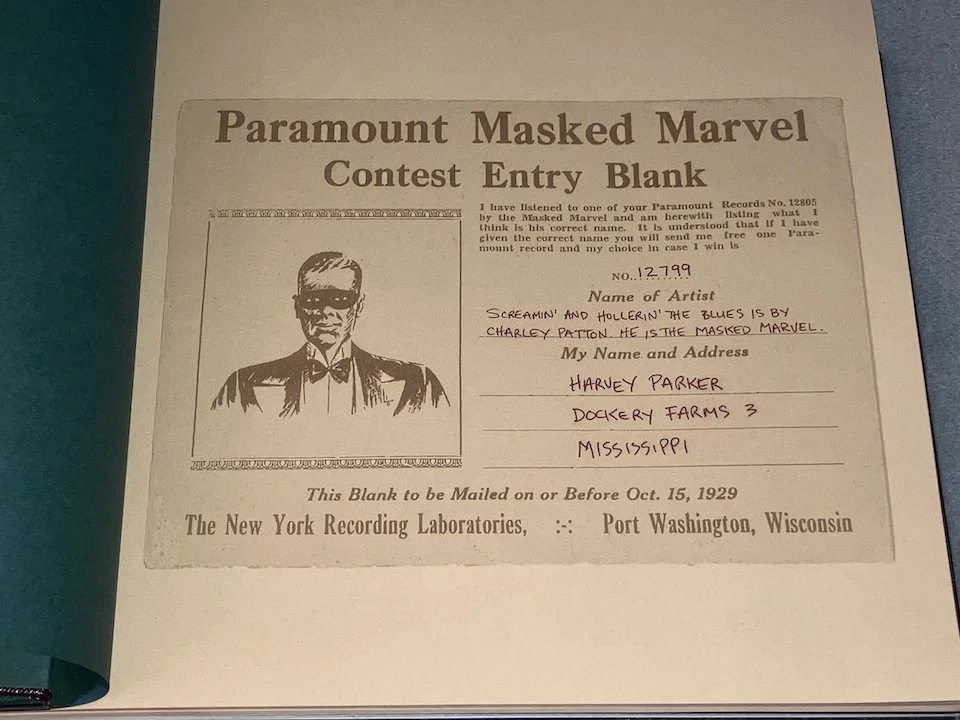 Paramount Masked Marvel
Contest Entry Blank
I have listened to one of your Paramount Records No. 12805
by the Masked Marvel and am herewith listing what I
think is his correct name. It is understood that if I have
given the correct name you will send me free one Para-
mount record and my choice in case I win is
NO. 12799
Name of Artist
SCREAMIN' AND HOLLERIN' THE BLUES IS BY
CHARLEY PATTON. HE IS THE MASKED MARVEL.
My Name and Address
HARVEY PARKER
DOCKERY FARMS 3
MISSISSIPPI
This Blank to be Mailed on or Before Oct. 15, 1929
The New York Recording Laboratories, :-: Port Washington, Wisconsin